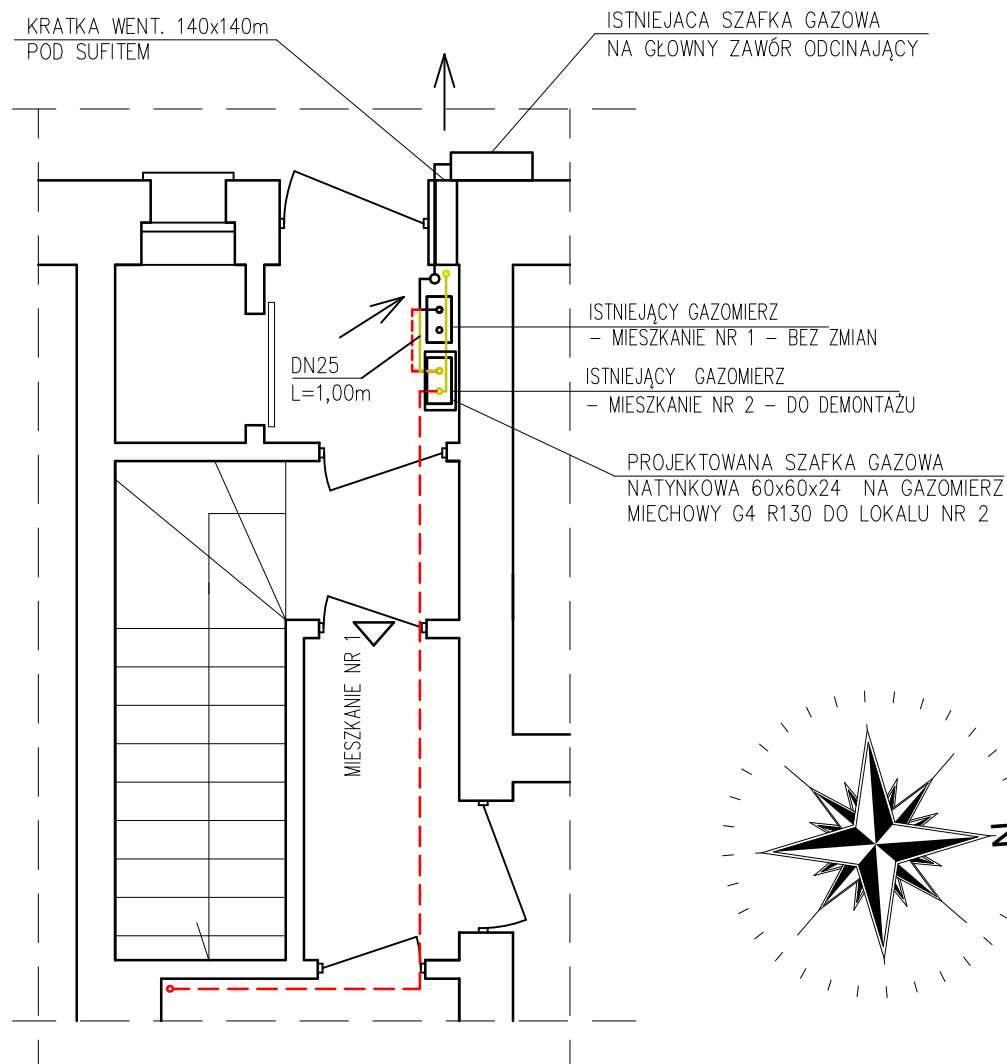 KRATKA WENT. 140x140m
POD SUFITEM
ISTNIEJACA SZAFKA GAZOWA
NA GŁOWNY ZAWÓR ODCINAJĄCY
ISTNIEJĄCY GAZOMIERZ
– MIESZKANIE NR 1 – BEZ ZMIAN
DN25
L=1,00m
ISTNIEJĄCY GAZOMIERZ
– MIESZKANIE NR 2 – DO DEMONTAŻU
PROJEKTOWANA SZAFKA GAZOWA
NATYNKOWA 60x60x24 NA GAZOMIERZ
MIECHOWY G4 R130 DO LOKALU NR 2
MIESZKANIE NR 1
N